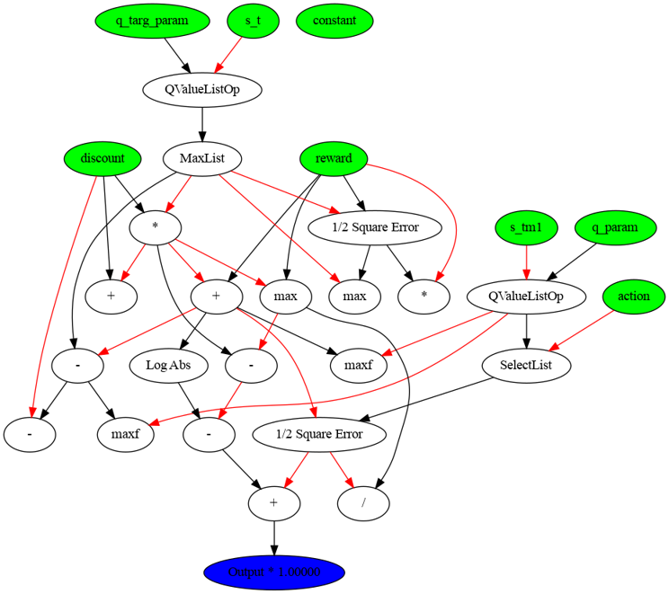 q_targ_param
s_t
constant
QValueListOp
discount
MaxList
reward
*
1/2 Square Error
s_tm1
q_param
+
+
max
max
*
QValueListOp
action
-
Log Abs
-
maxf
SelectList
-
maxf
-
1/2 Square Error
+
/
Output * 1.00000